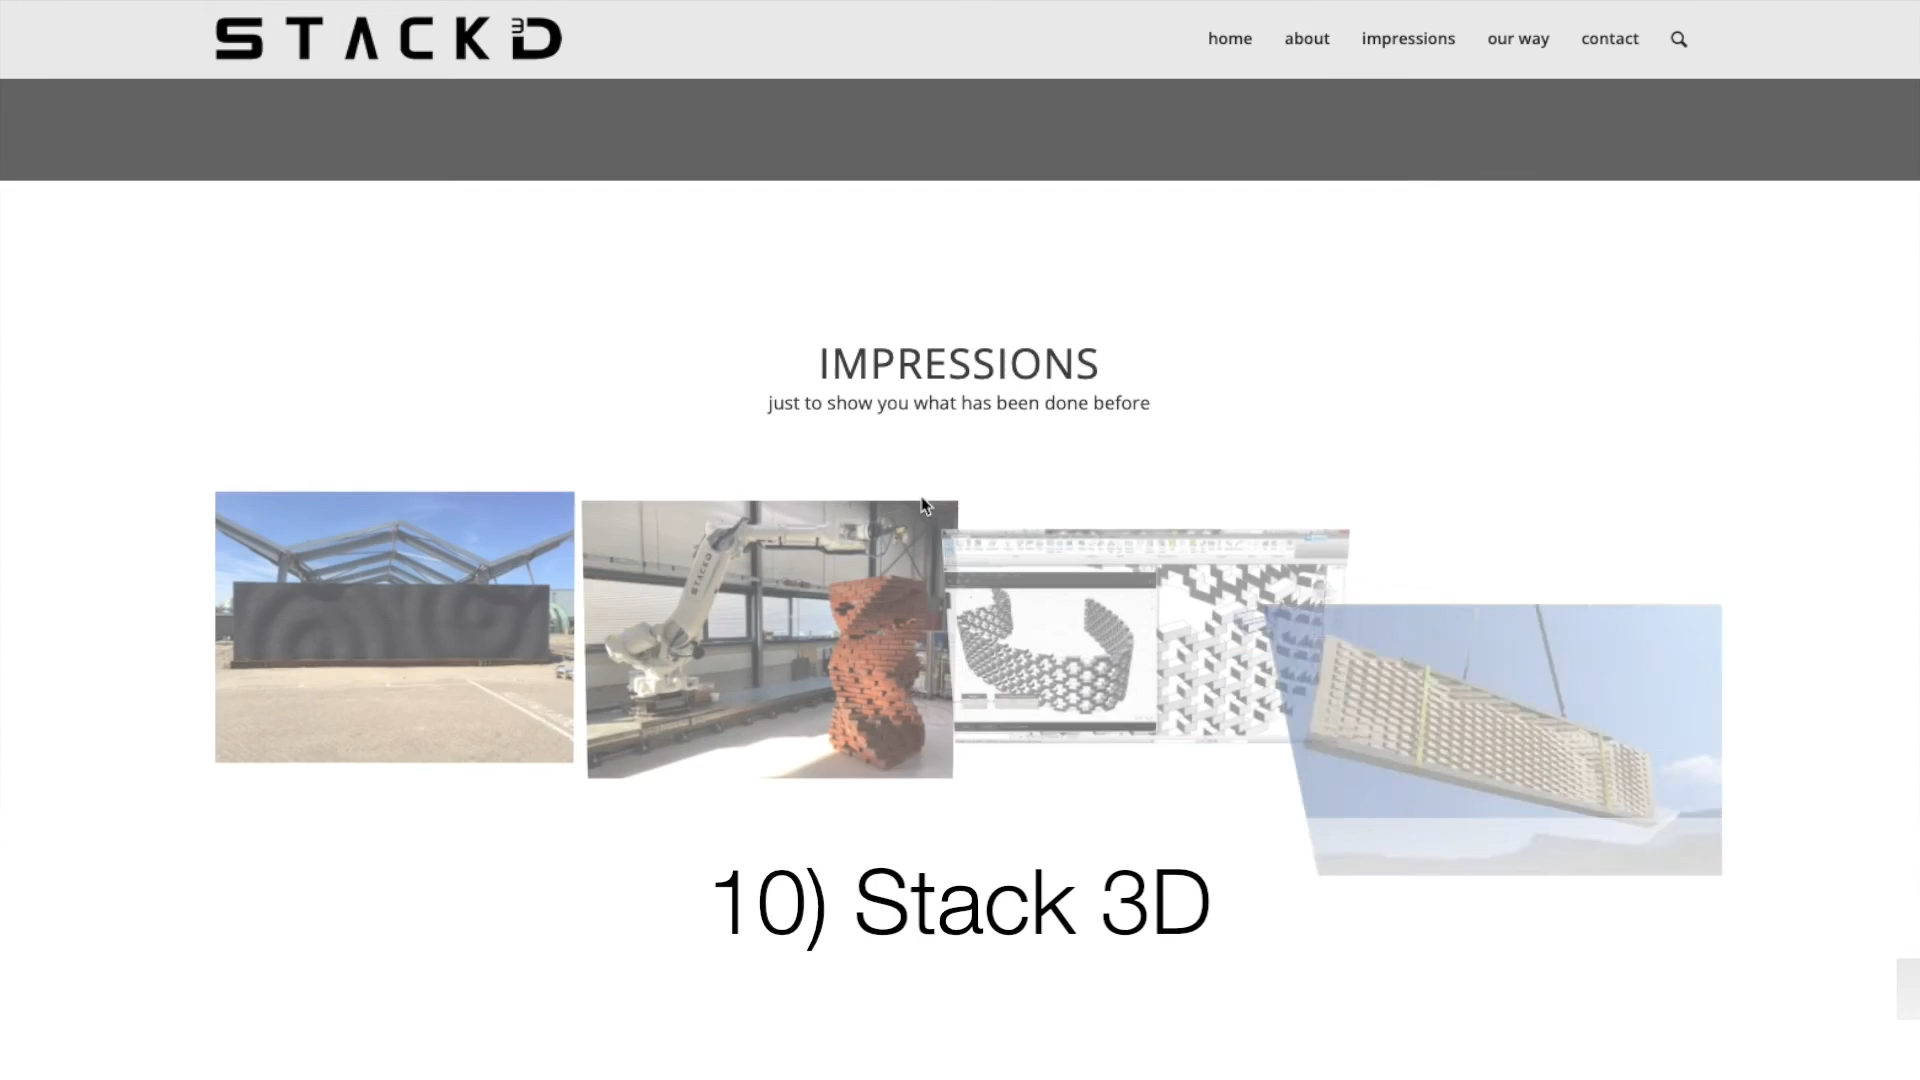 STACK3D
home about impressions our way contact
IMPRESSIONS
just to show you what has been done before
STACKD
10) Stack 3D